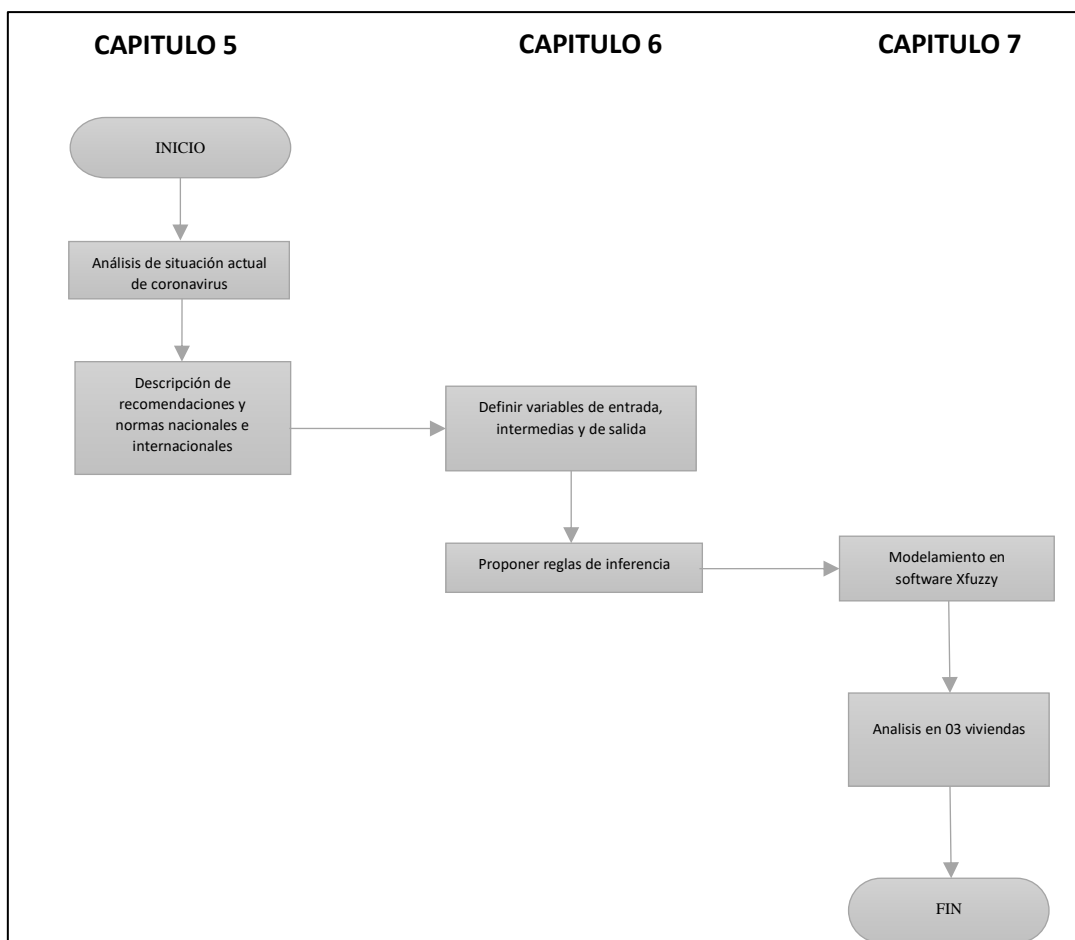 CAPITULO 5
CAPITULO 6
CAPITULO 7
INICIO
Análisis de situación actual
de coronavirus
Descripción de
recomendaciones y
normas nacionales e
internacionales
Definir variables de entrada,
intermedias y de salida
Proponer reglas de inferencia
Modelamiento en
software Xfuzzy
Analisis en 03 viviendas
FIN